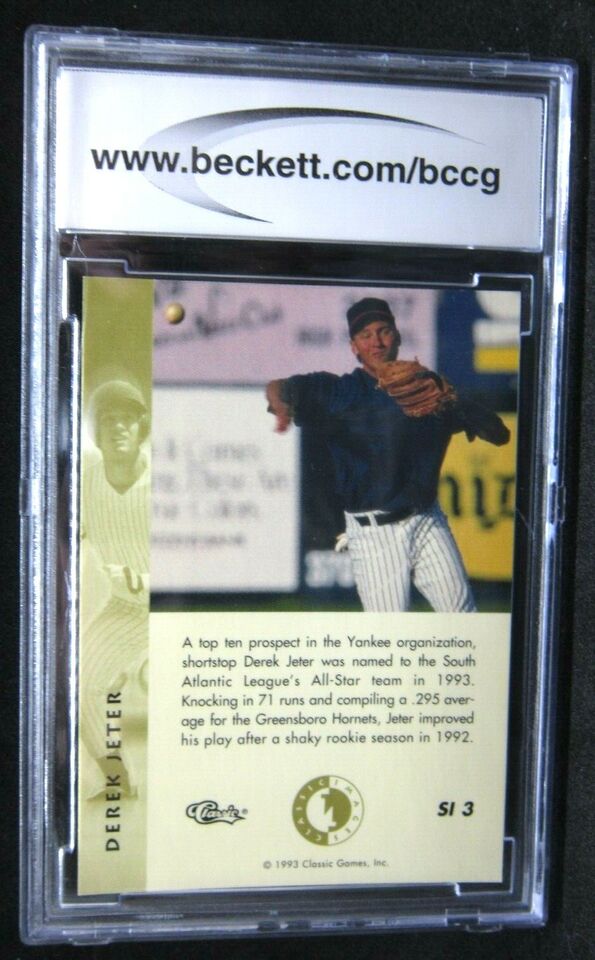 www.beckett.com/bccg
A top ten prospect in the Yankee organization,
shortstop Derek Jeter was named to the South
Atlantic League's All-Star team in 1993.
Knocking in 71 runs and compiling a .295 aver-
age for the Greensboro Hornets, Jeter improved
his play after a shaky rookie season in 1992.
DEREK JETER
Classic®
CLASSIC IMAGES
SI 3
© 1993 Classic Games, Inc.